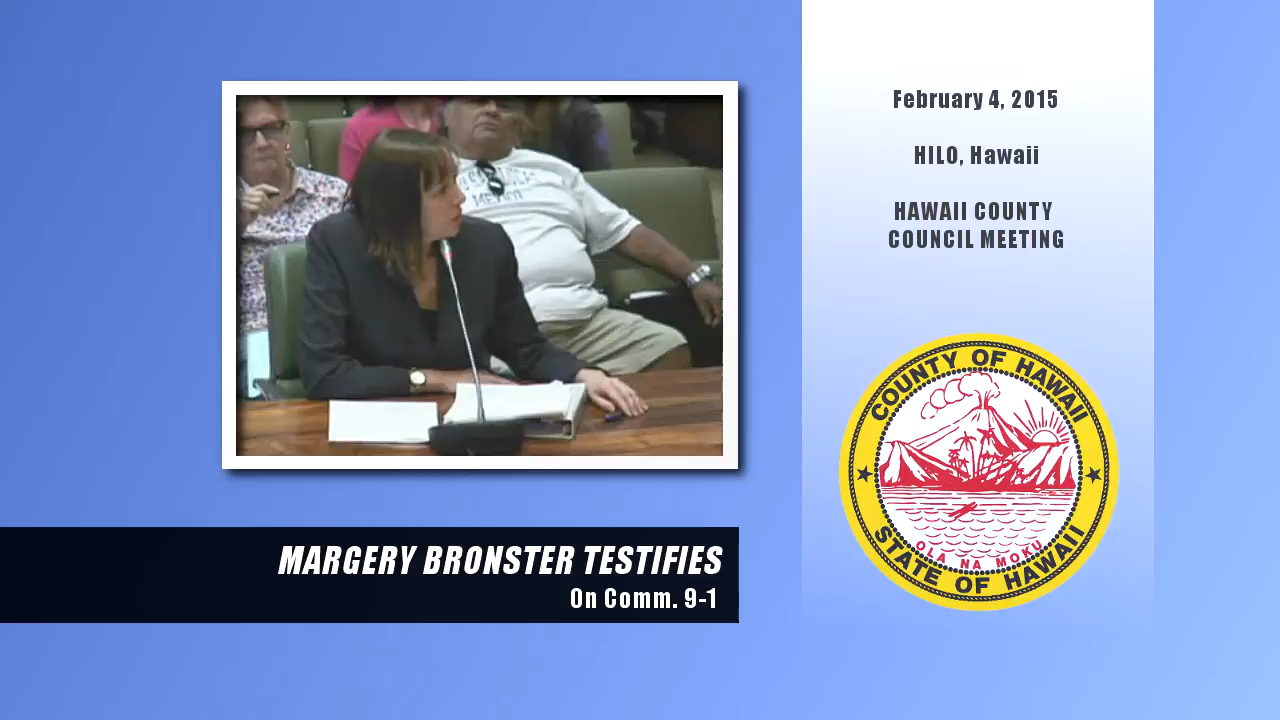 February 4, 2015
HILO, Hawaii
HAWAII COUNTY
COUNCIL MEETING
COUNTY OF HAWAII
OLA NA MOKU
STATE OF HAWAII
MARGERY BRONSTER TESTIFIES
On Comm. 9-1